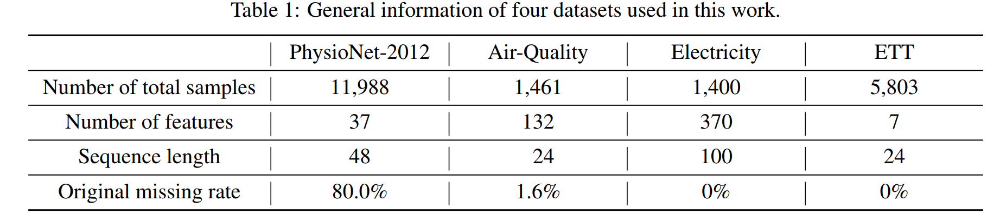 Table 1: General information of four datasets used in this work.
PhysioNet-2012 Air-Quality Electricity ETT
Number of total samples 11,988 1,461 1,400 5,803
Number of features 37 132 370 7
Sequence length 48 24 100 24
Original missing rate 80.0% 1.6% 0% 0%